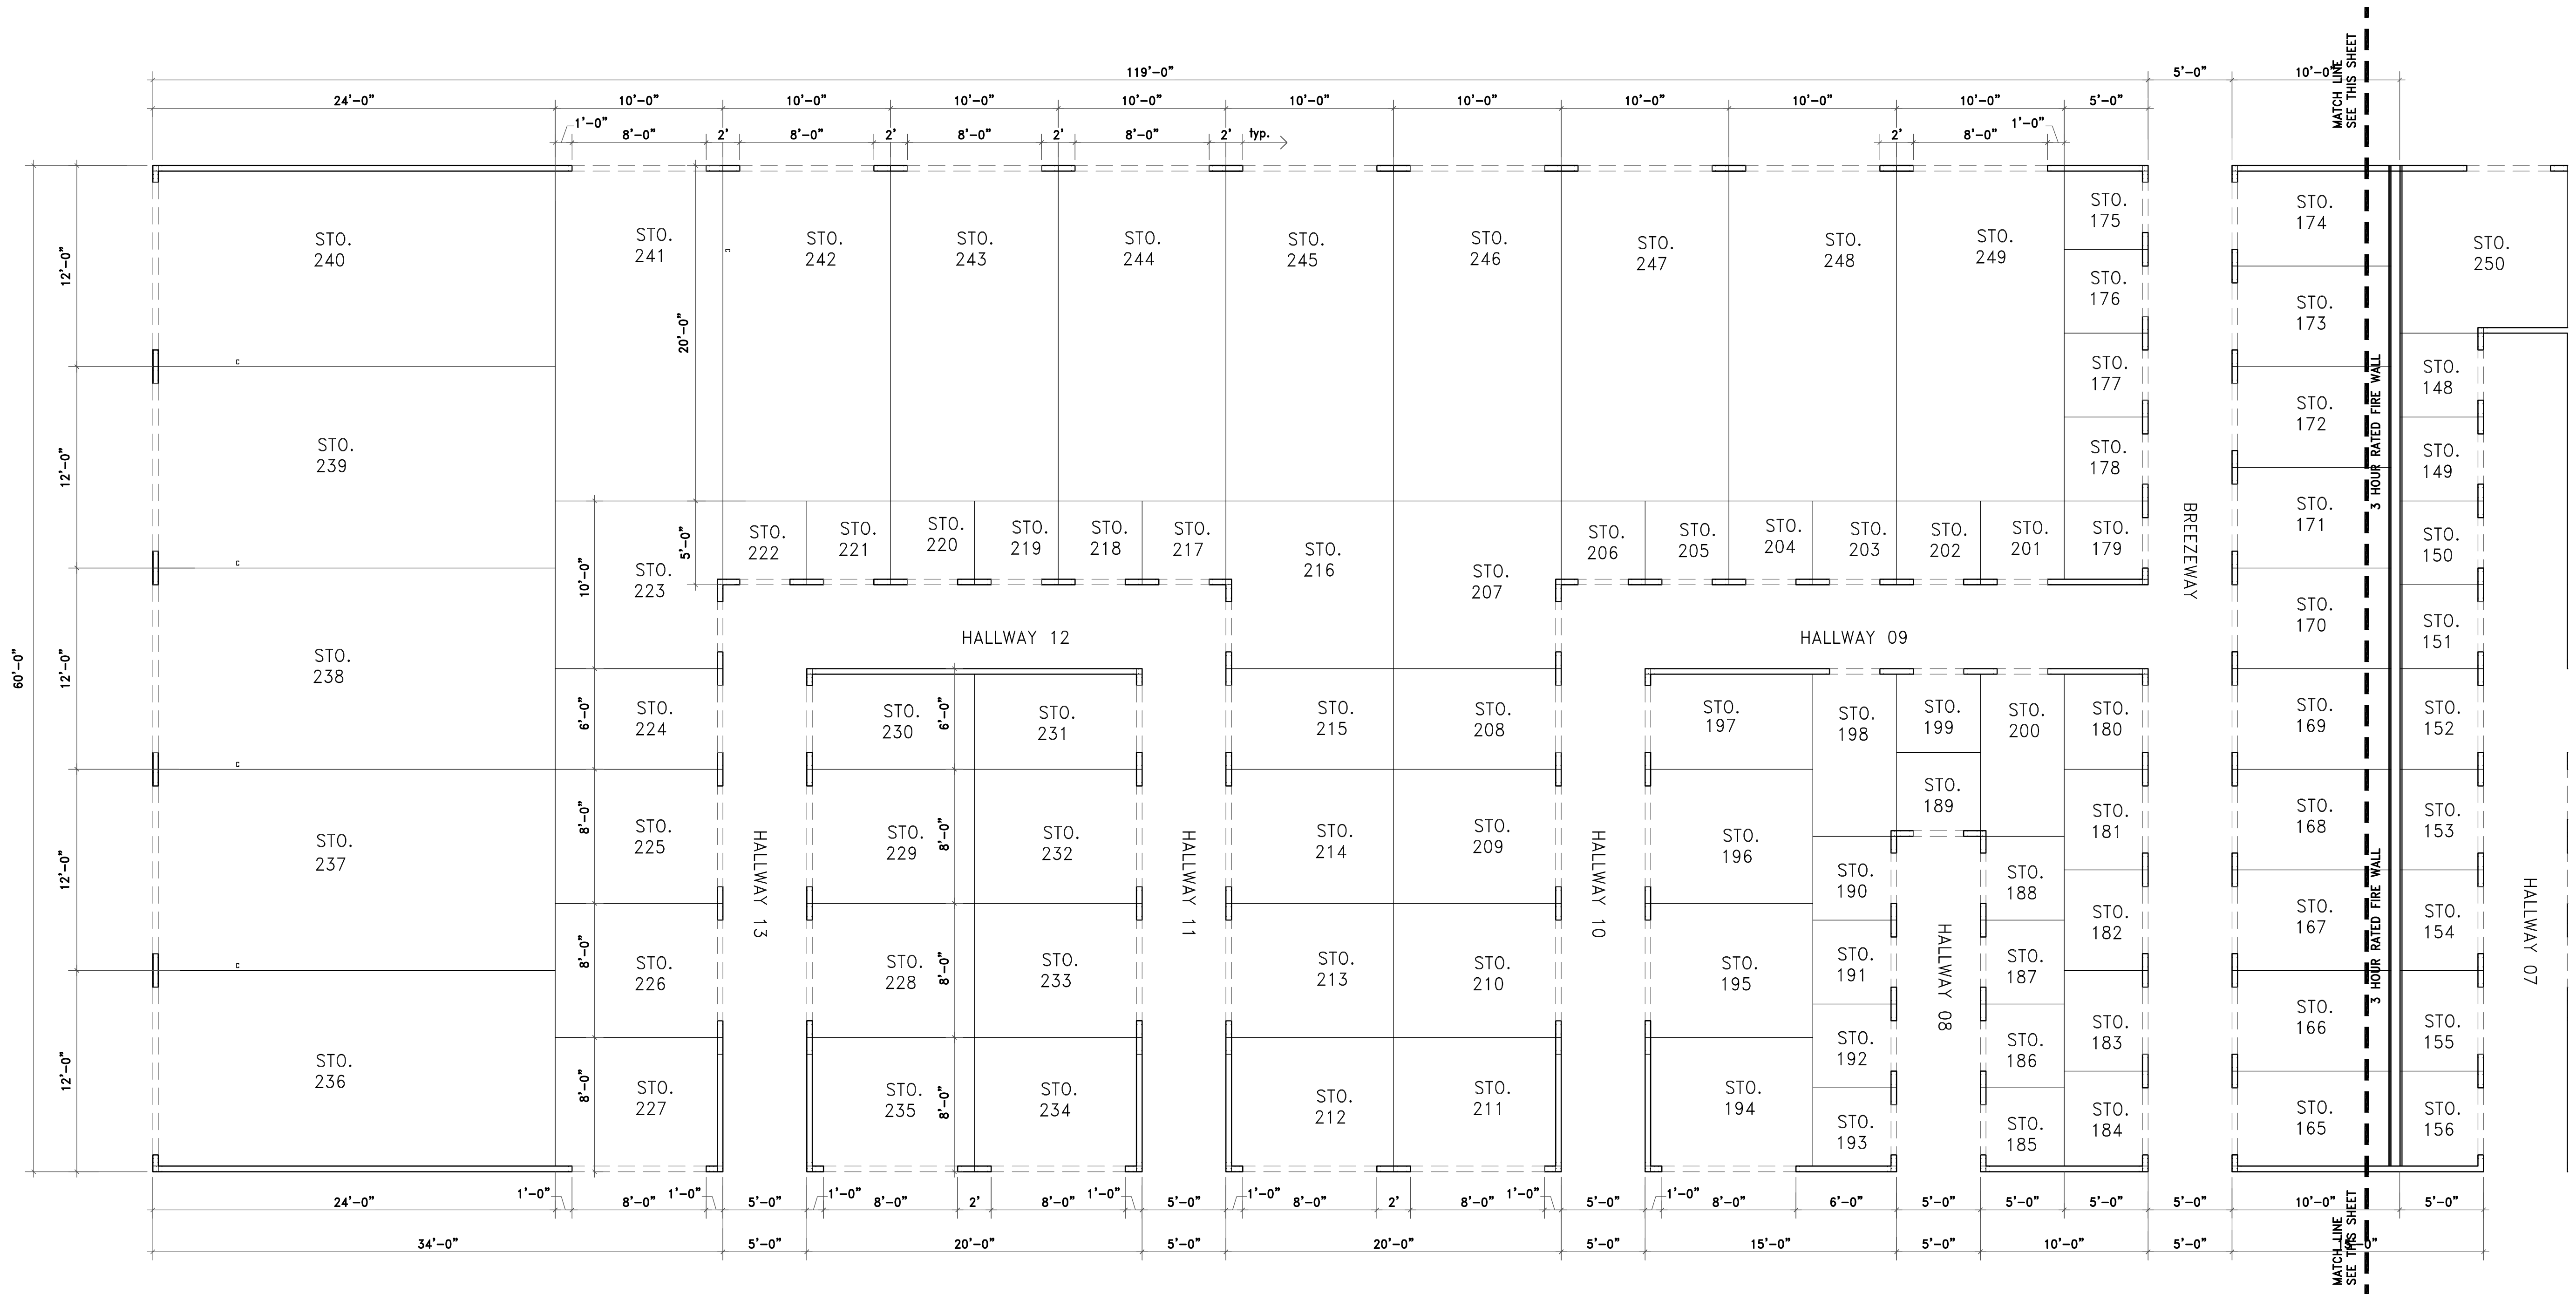 MATCH LINE
SEE THIS SHEET
119'-0"
5'-0"
10'-0"
24'-0"
10'-0"
10'-0"
10'-0"
10'-0"
10'-0"
10'-0"
10'-0"
10'-0"
10'-0"
5'-0"
1'-0"
8'-0"
2'
8'-0"
2'
8'-0"
2'
8'-0"
2'
typ.
2'
8'-0"
1'-0"
60'-0"
12'-0"
12'-0"
12'-0"
12'-0"
12'-0"
20'-0"
5'-0"
10'-0"
6'-0"
8'-0"
8'-0"
8'-0"
6'-0"
8'-0"
8'-0"
8'-0"
STO.
240
STO.
241
STO.
242
STO.
243
STO.
244
STO.
245
STO.
246
STO.
247
STO.
248
STO.
249
STO.
175
STO.
176
STO.
177
STO.
178
STO.
179
STO.
174
STO.
173
STO.
172
STO.
171
STO.
170
STO.
169
STO.
168
STO.
167
STO.
166
STO.
165
STO.
250
STO.
148
STO.
149
STO.
150
STO.
151
STO.
152
STO.
153
STO.
154
STO.
155
STO.
156
3 HOUR RATED FIRE WALL
3 HOUR RATED FIRE WALL
BREEZEWAY
HALLWAY 07
STO.
239
STO.
238
STO.
237
STO.
236
STO.
223
STO.
224
STO.
225
STO.
226
STO.
227
STO.
222
STO.
221
STO.
220
STO.
219
STO.
218
STO.
217
STO.
216
STO.
207
STO.
206
STO.
205
STO.
204
STO.
203
STO.
202
STO.
201
HALLWAY 12
HALLWAY 09
HALLWAY 13
HALLWAY 11
HALLWAY 10
HALLWAY 08
STO.
230
STO.
231
STO.
229
STO.
232
STO.
228
STO.
233
STO.
235
STO.
234
STO.
215
STO.
208
STO.
214
STO.
209
STO.
213
STO.
210
STO.
212
STO.
211
STO.
197
STO.
196
STO.
195
STO.
194
STO.
198
STO.
199
STO.
200
STO.
189
STO.
190
STO.
191
STO.
192
STO.
193
STO.
188
STO.
187
STO.
186
STO.
185
STO.
180
STO.
181
STO.
182
STO.
183
STO.
184
24'-0"
1'-0"
8'-0"
1'-0"
5'-0"
1'-0"
8'-0"
2'
8'-0"
1'-0"
5'-0"
1'-0"
8'-0"
2'
8'-0"
1'-0"
5'-0"
1'-0"
8'-0"
6'-0"
5'-0"
5'-0"
5'-0"
5'-0"
10'-0"
5'-0"
34'-0"
5'-0"
20'-0"
5'-0"
20'-0"
5'-0"
15'-0"
5'-0"
10'-0"
5'-0"
15'-0"
MATCH LINE
SEE THIS SHEET